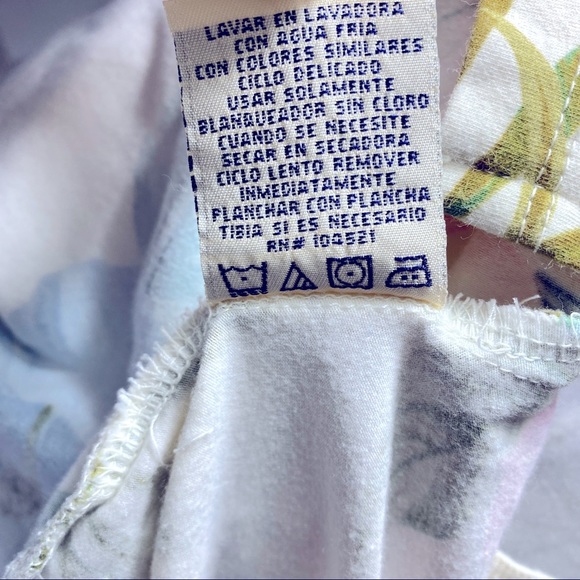 LAVAR EN LAVADORA
CON AGUA FRIA
CON COLORES SIMILARES
CICLO DELICADO
USAR SOLAMENTE
BLANQUEADOR SIN CLORO
CUANDO SE NECESITE
SECAR EN SECADORA
CICLO LENTO REMOVER
INMEDIATAMENTE
PLANCHAR CON PLANCHA
TIBIA SI ES NECESARIO
RN# 104521